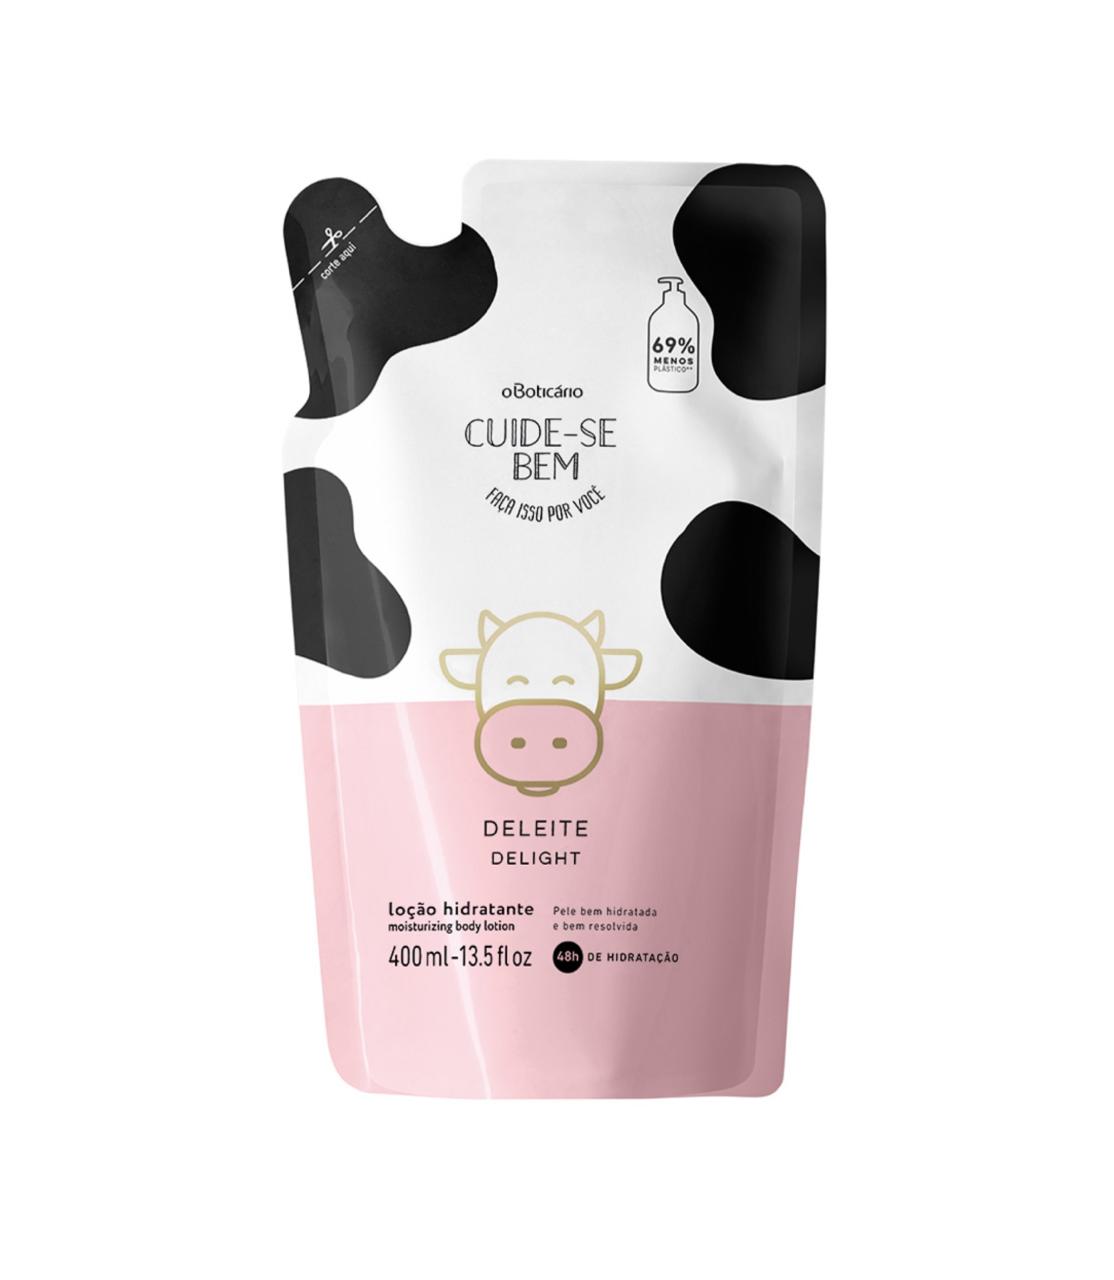 corte aqui
69%
MENOS
PLÁSTICO**
oBoticário
CUIDE-SE
BEM
FAÇA ISSO POR VOCÊ
DELEITE
DELIGHT
loção hidratante
moisturizing body lotion
400 ml-13.5 fl oz
Pele bem hidratada
e bem resolvida
48h DE HIDRATAÇÃO